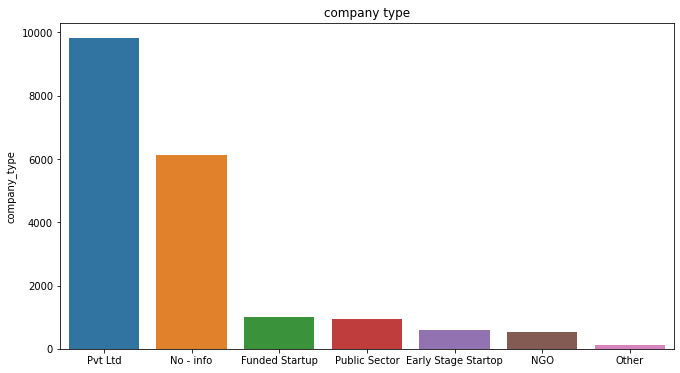 company type
10000
8000
6000
4000
2000
0
company_type
Pvt Ltd No - info Funded Startup Public Sector Early Stage Startop NGO Other